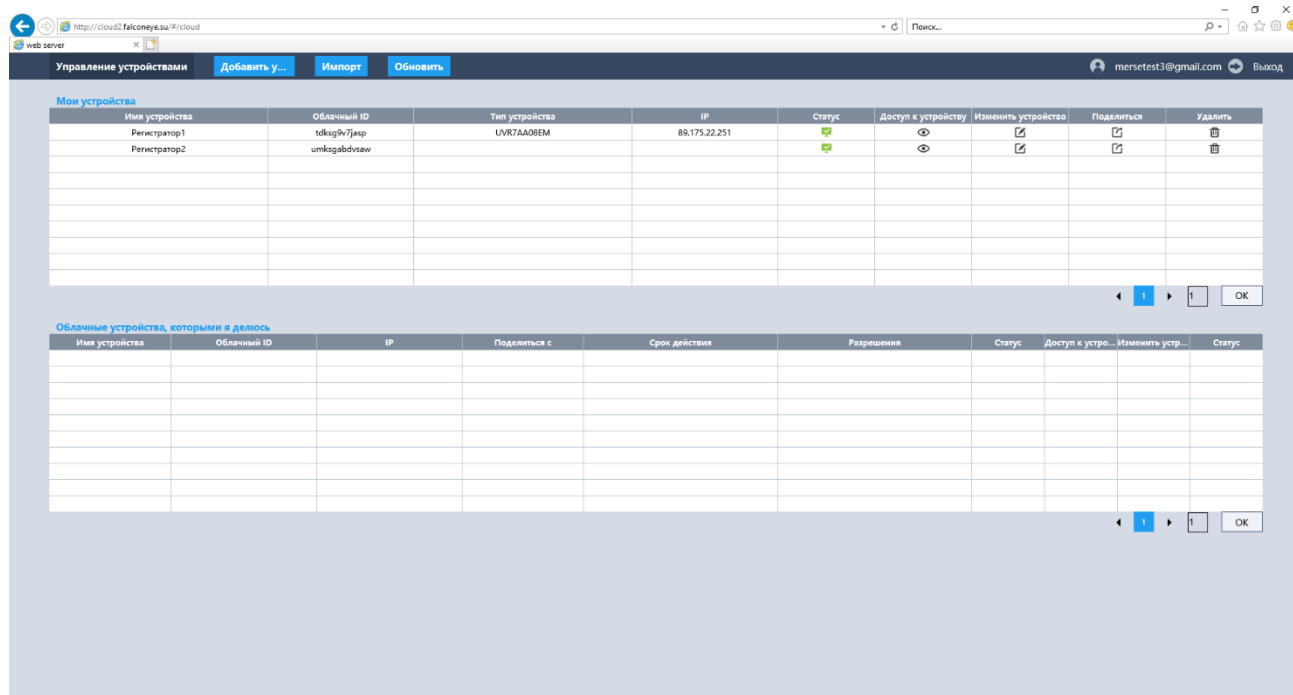 http://cloud2.falconeye.su/#/cloud Поиск...
web server
Управление устройствами Добавить у... Импорт Обновить mersetest3@gmail.com Выход
Мои устройства
Имя устройства Облачный ID Тип устройства IP Статус Доступ к устройству Изменить устройство Поделиться Удалить
Регистратор1 tdksg9v7jasp UVR7AA08EM 89.175.22.251
Регистратор2 umksgabdvsaw
1 1 OK
Облачные устройства, которыми я делюсь
Имя устройства Облачный ID IP Поделиться с Срок действия Разрешения Статус Доступ к устро... Изменить устр... Статус
1 1 OK